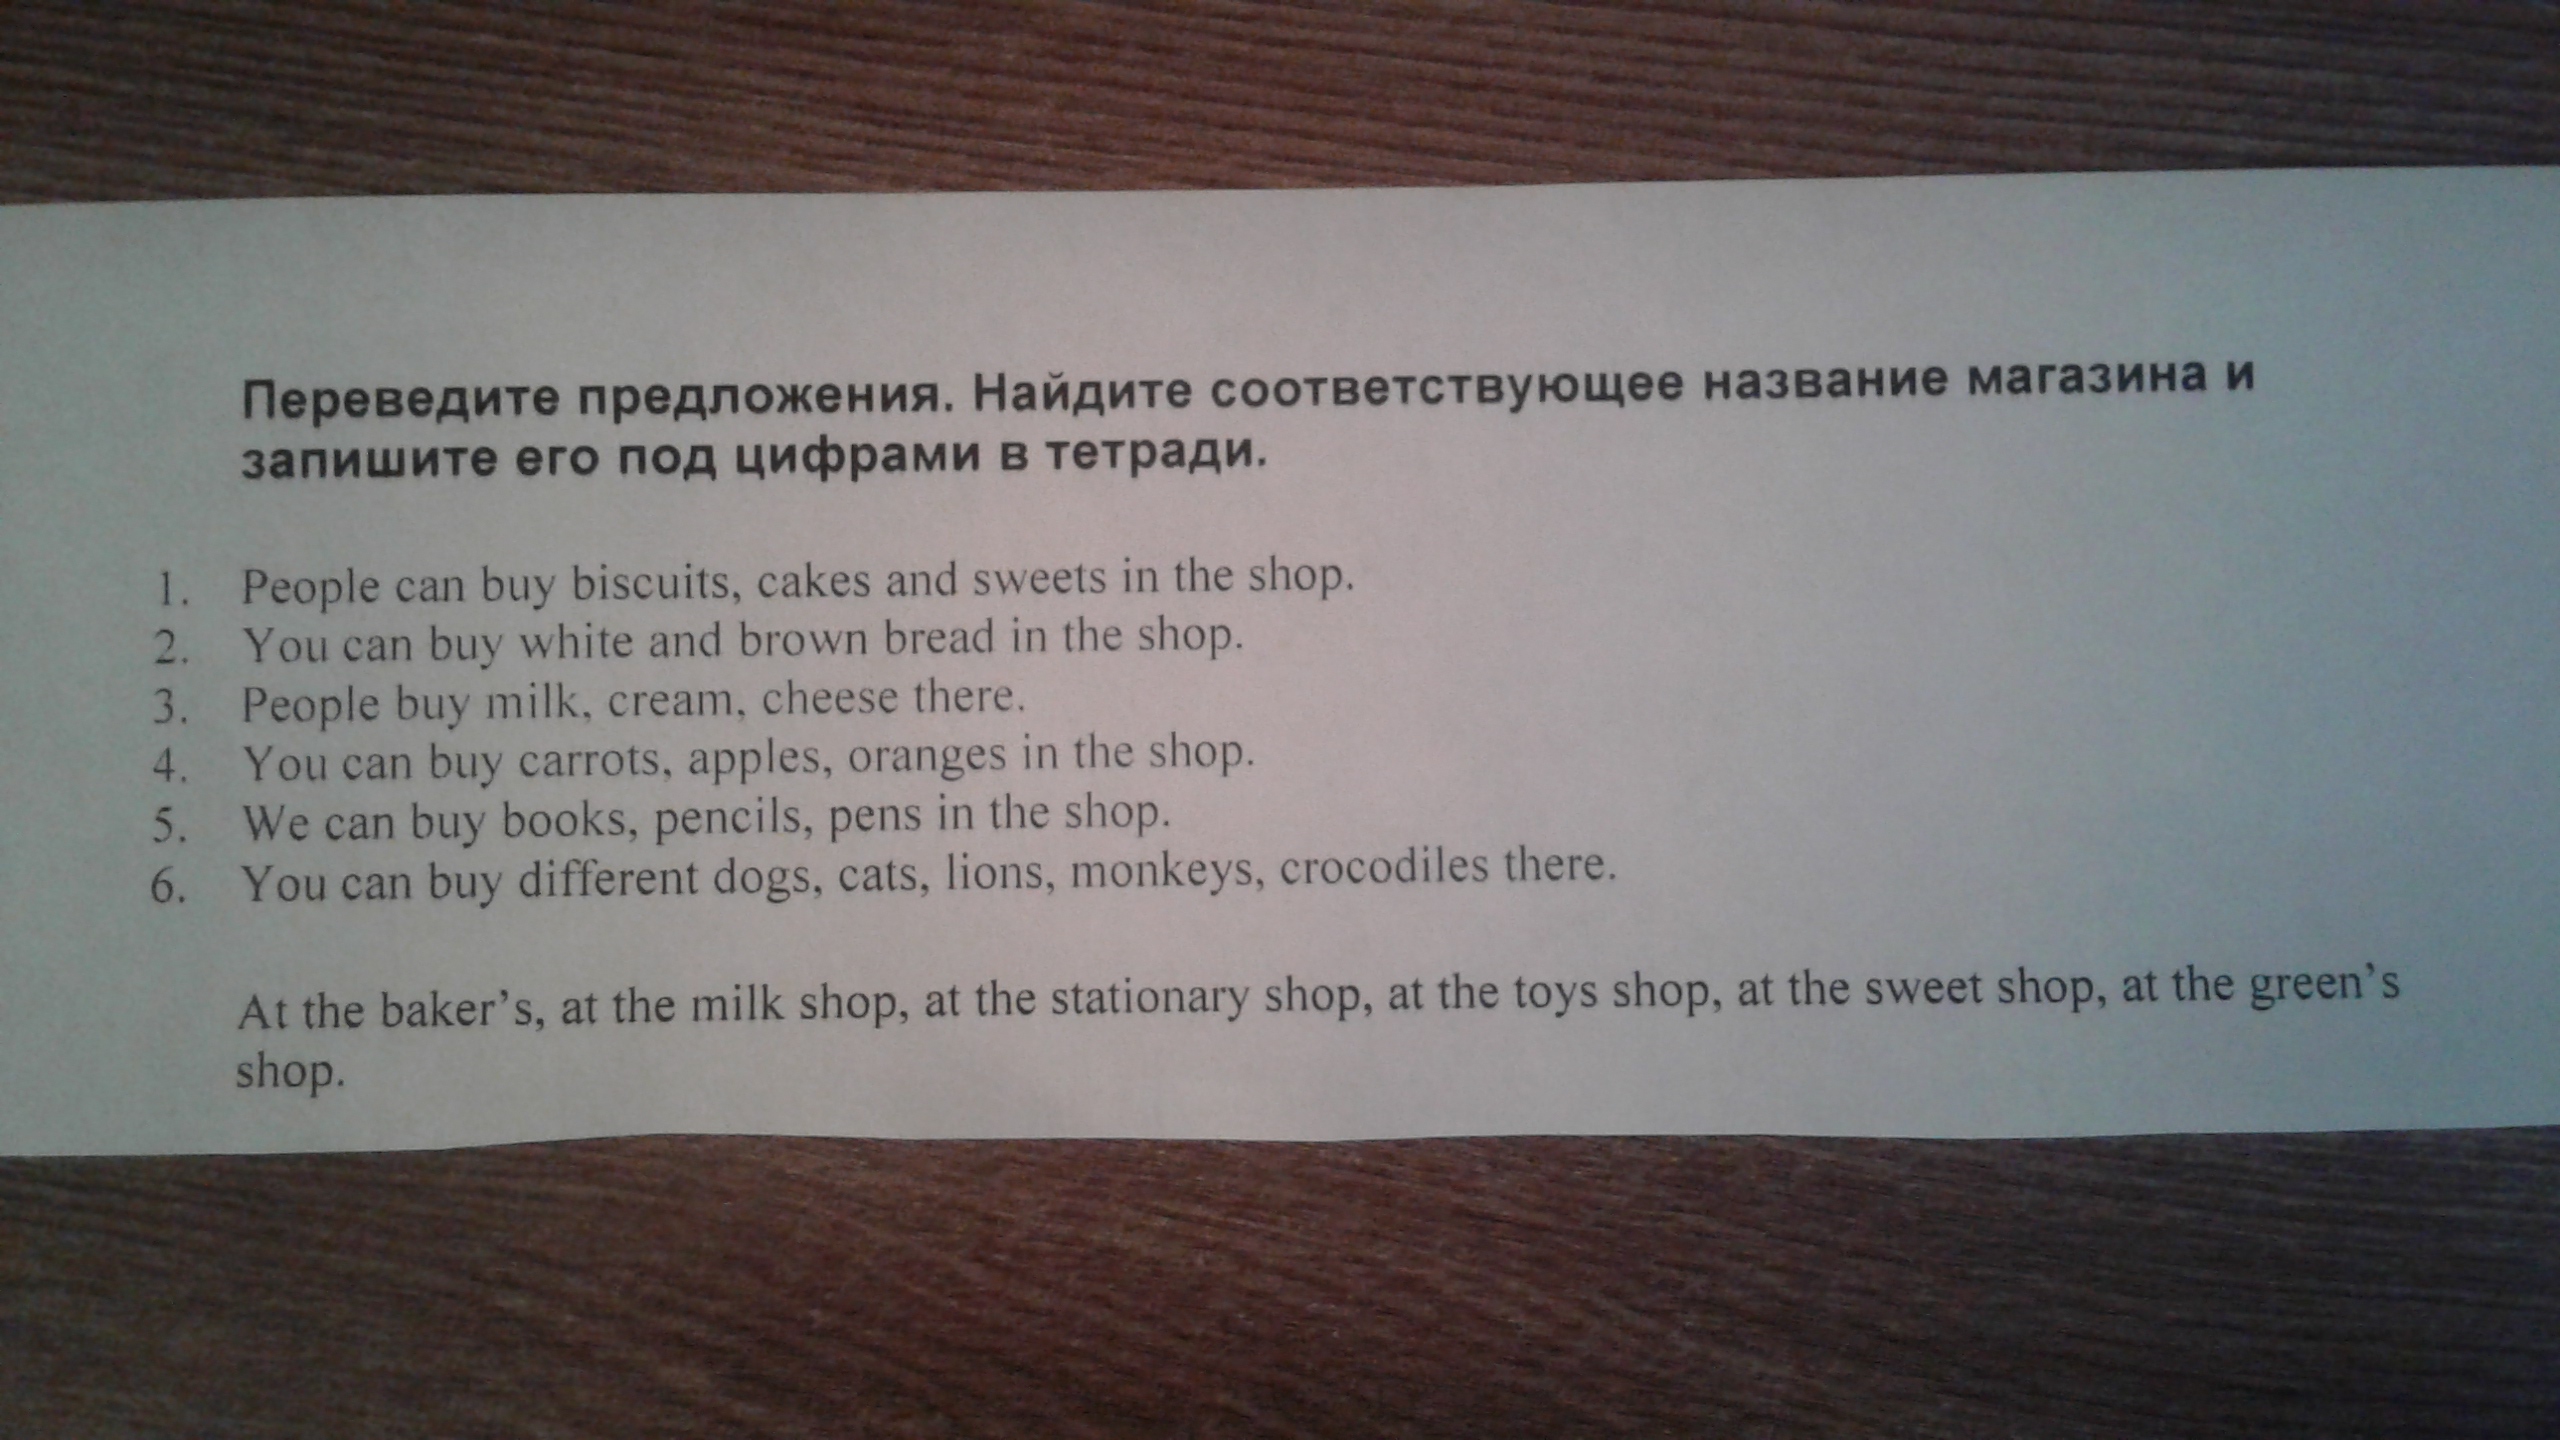 Переведите предложения. Найдите соответствующее название магазина и
запишите его под цифрами в тетради.
1. People can buy biscuits, cakes and sweets in the shop.
2. You can buy white and brown bread in the shop.
3. People buy milk, cream, cheese there.
4. You can buy carrots, apples, oranges in the shop.
5. We can buy books, pencils, pens in the shop.
6. You can buy different dogs, cats, lions, monkeys, crocodiles there.
At the baker’s, at the milk shop, at the stationary shop, at the toys shop, at the sweet shop, at the green’s
shop.